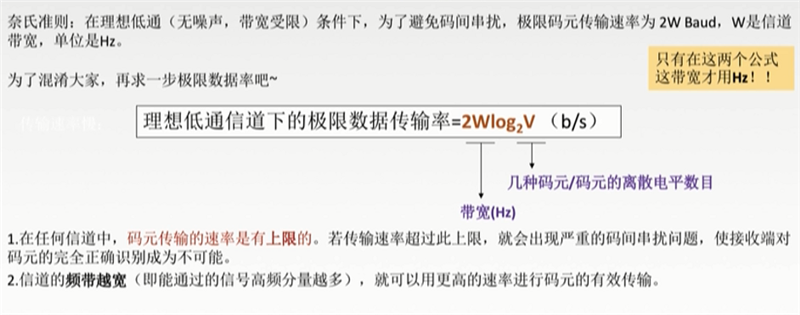 奈氏准则：在理想低通（无噪声，带宽受限）条件下，为了避免码间串扰，极限码元传输速率为 2W Baud，W是信道
带宽，单位是Hz。
只有在这两个公式
这带宽才用Hz！！
为了混淆大家，再求一步极限数据率吧~
理想低通信道下的极限数据传输率=2Wlog2V （b/s）
几种码元/码元的离散电平数目
带宽(Hz)
1.在任何信道中，码元传输的速率是有上限的。若传输速率超过此上限，就会出现严重的码间串扰问题，使接收端对
码元的完全正确识别成为不可能。
2.信道的频带越宽（即能通过的信号高频分量越多），就可以用更高的速率进行码元的有效传输。